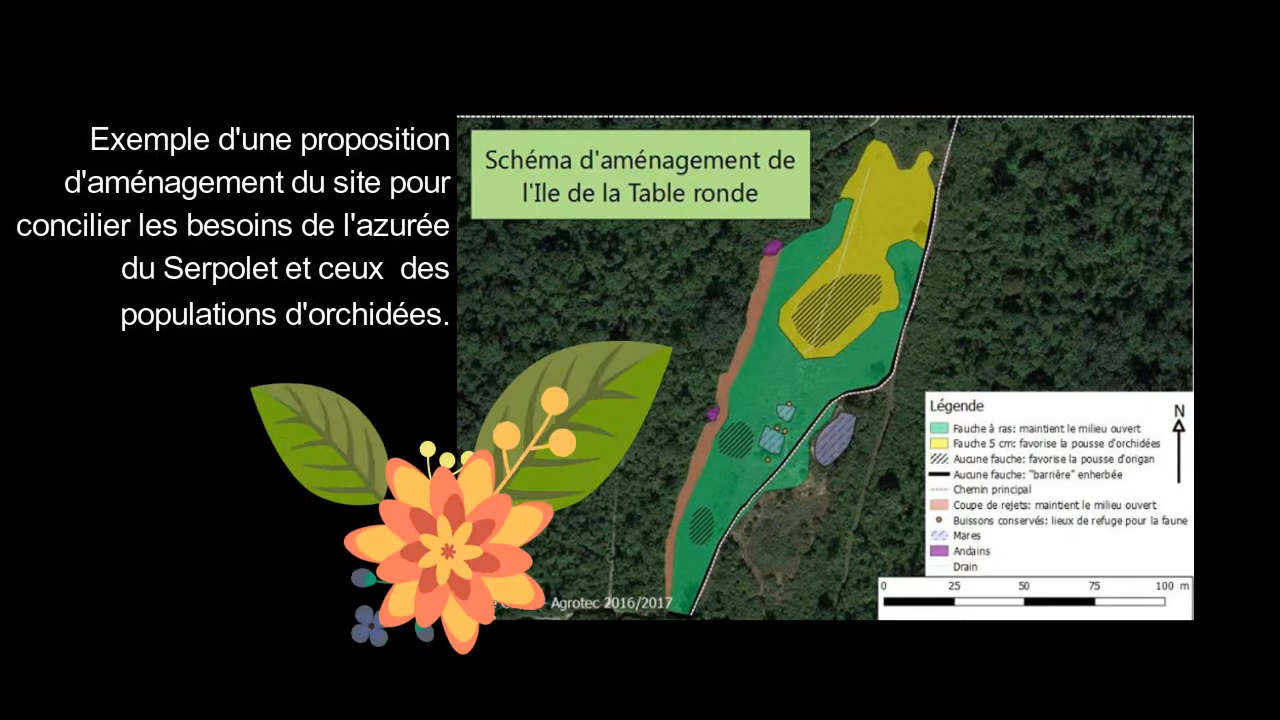 Exemple d'une proposition
d'aménagement du site pour
concilier les besoins de l'azurée
du Serpolet et ceux  des
populations d'orchidées.
Schéma d'aménagement de
l'Ile de la Table ronde
Légende
Fauche à ras: maintient le milieu ouvert
Fauche 5 cm: favorise la pousse d'orchidées
Aucune fauche: favorise la pousse d'origan
Aucune fauche: "barrière" enherbée
Chemin principal
Coupe de rejets: maintient le milieu ouvert
Buissons conservés: lieux de refuge pour la faune
Mares
Andains
Drain
N
0 25 50 75 100 m
Agrotec 2016/2017